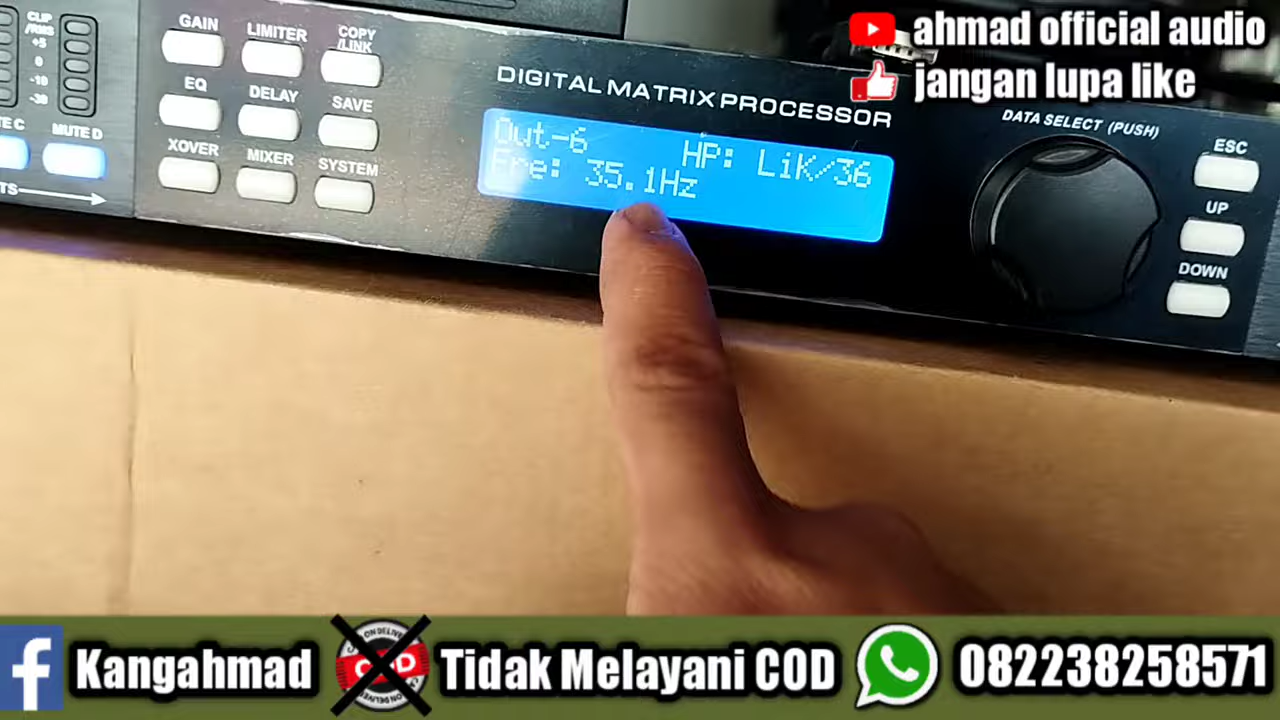 ahmad official audio
jangan lupa like
CLIP
/RMS
+5
0
-10
-30
GAIN
LIMITER
COPY
/LINK
EQ
DELAY
SAVE
XOVER
MIXER
SYSTEM
MUTE D
DIGITAL MATRIX PROCESSOR
Out-6 HP: LiK/36
Fre: 35.1Hz
DATA SELECT (PUSH)
ESC
UP
DOWN
Kangahmad
COD
Tidak Melayani COD
082238258571